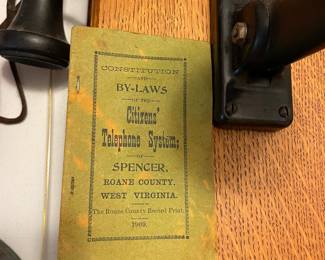 CONSTITUTION
AND
BY-LAWS
OF THE
Citizens'
Telephone System;
OF
SPENCER,
ROANE COUNTY,
WEST VIRGINIA.
The Roane County Record Print.
1909.